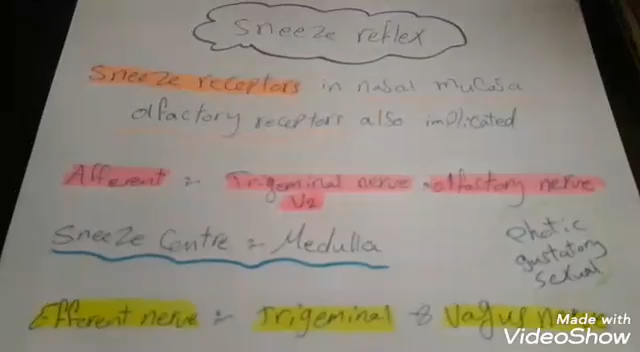 Sneeze reflex
Sneeze receptors in nasal mucosa
olfactory receptors also implicated
Afferent :- Trigeminal nerve olfactory nerve
V2
Sneeze Centre :- Medulla
photic
gustatory
sexual
Efferent nerve :- Trigeminal & Vagus nerve
Made with
VideoShow